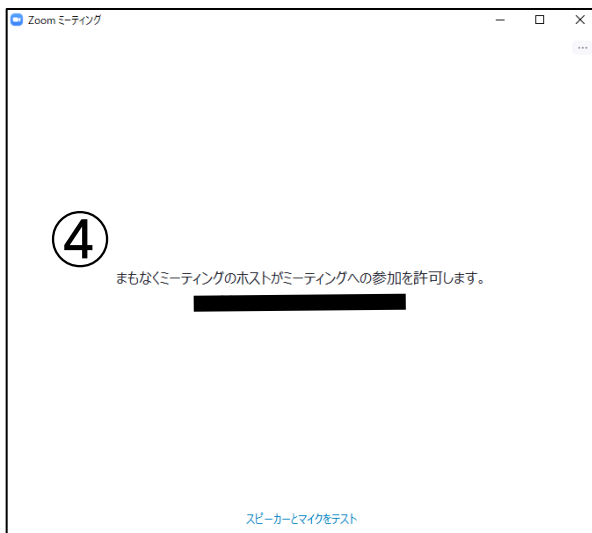 Zoom ミーティング
④
まもなくミーティングのホストがミーティングへの参加を許可します。
スピーカーとマイクをテスト